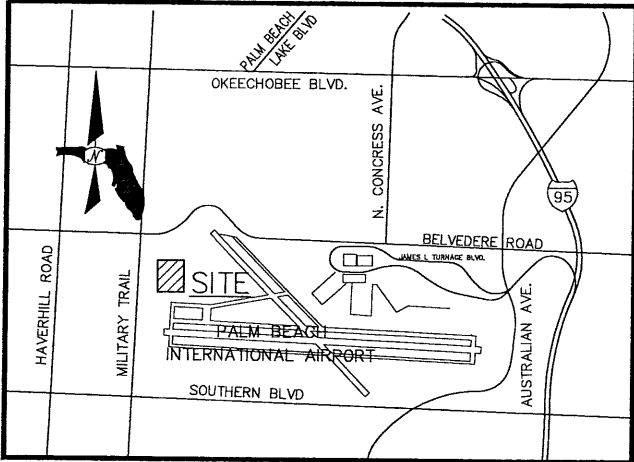 PALM BEACH
LAKE BLVD
OKEECHOBEE BLVD.
N. CONCRESS AVE.
N
95
BELVEDERE ROAD
JAMES L TURNAGE BLVD.
HAVERHILL ROAD
MILITARY TRAIL
SITE
AUSTRALIAN AVE.
PALM BEACH
INTERNATIONAL AIRPORT
SOUTHERN BLVD